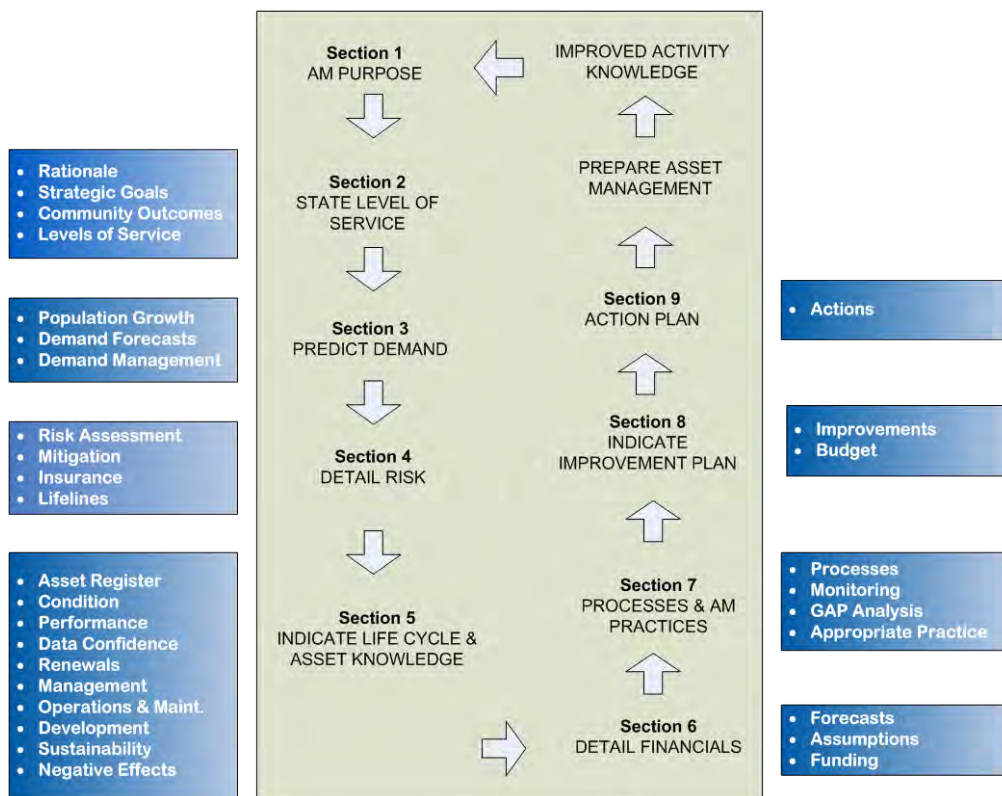 Section 1
AM PURPOSE
IMPROVED ACTIVITY
KNOWLEDGE
• Rationale
• Strategic Goals
• Community Outcomes
• Levels of Service
Section 2
STATE LEVEL OF
SERVICE
PREPARE ASSET
MANAGEMENT
• Population Growth
• Demand Forecasts
• Demand Management
Section 3
PREDICT DEMAND
Section 9
ACTION PLAN
• Actions
• Risk Assessment
• Mitigation
• Insurance
• Lifelines
Section 4
DETAIL RISK
Section 8
INDICATE
IMPROVEMENT PLAN
• Improvements
• Budget
• Asset Register
• Condition
• Performance
• Data Confidence
• Renewals
• Management
• Operations & Maint.
• Development
• Sustainability
• Negative Effects
Section 5
INDICATE LIFE CYCLE &
ASSET KNOWLEDGE
Section 7
PROCESSES & AM
PRACTICES
• Processes
• Monitoring
• GAP Analysis
• Appropriate Practice
Section 6
DETAIL FINANCIALS
• Forecasts
• Assumptions
• Funding